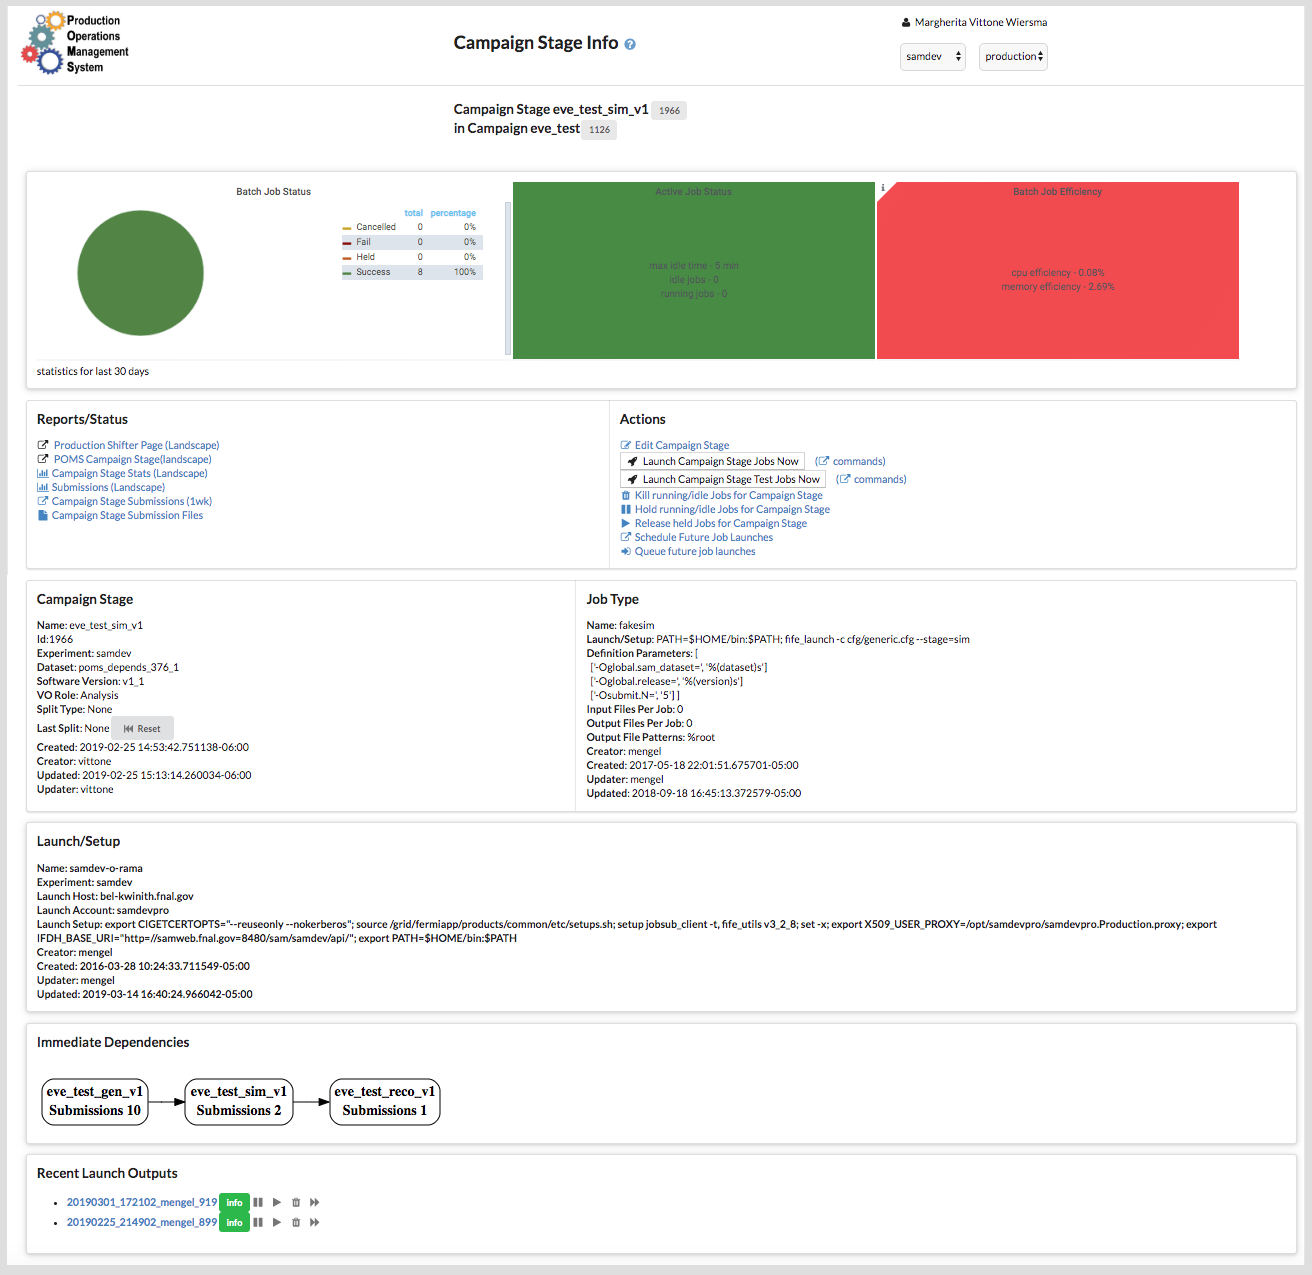 Production
Operations
Management
System
Campaign Stage Info ?
Margherita Vittone Wiersma
samdev production
Campaign Stage eve_test_sim_v1 1966
in Campaign eve_test 1126
Batch Job Status
total percentage
Cancelled 0 0%
Fail 0 0%
Held 0 0%
Success 8 100%
Active Job Status
max idle time - 5 min
idle jobs - 0
running jobs - 0
i
Batch Job Efficiency
cpu efficiency - 0.08%
memory efficiency - 2.69%
statistics for last 30 days
Reports/Status
Production Shifter Page (Landscape)
POMS Campaign Stage(landscape)
Campaign Stage Stats (Landscape)
Submissions (Landscape)
Campaign Stage Submissions (1wk)
Campaign Stage Submission Files
Actions
Edit Campaign Stage
Launch Campaign Stage Jobs Now ( commands)
Launch Campaign Stage Test Jobs Now ( commands)
Kill running/idle Jobs for Campaign Stage
Hold running/idle Jobs for Campaign Stage
Release held Jobs for Campaign Stage
Schedule Future Job Launches
Queue future job launches
Campaign Stage
Name: eve_test_sim_v1
Id:1966
Experiment: samdev
Dataset: poms_depends_376_1
Software Version: v1_1
VO Role: Analysis
Split Type: None
Last Split: None Reset
Created: 2019-02-25 14:53:42.751138-06:00
Creator: vittone
Updated: 2019-02-25 15:13:14.260034-06:00
Updater: vittone
Job Type
Name: fakesim
Launch/Setup: PATH=$HOME/bin:$PATH; fife_launch -c cfg/generic.cfg --stage=sim
Definition Parameters: [
['-Oglobal.sam_dataset=', '%(dataset)s']
['-Oglobal.release=', '%(version)s']
['-Osubmit.N=', '5'] ]
Input Files Per Job: 0
Output Files Per Job: 0
Output File Patterns: %root
Creator: mengel
Created: 2017-05-18 22:01:51.675701-05:00
Updater: mengel
Updated: 2018-09-18 16:45:13.372579-05:00
Launch/Setup
Name: samdev-o-rama
Experiment: samdev
Launch Host: bel-kwinith.fnal.gov
Launch Account: samdevpro
Launch Setup: export CIGETCERTOPTS="--reuseonly --nokerberos"; source /grid/fermiapp/products/common/etc/setups.sh; setup jobsub_client -t, fife_utils v3_2_8; set -x; export X509_USER_PROXY=/opt/samdevpro/samdevpro.Production.proxy; export
IFDH_BASE_URI="http=//samweb.fnal.gov=8480/sam/samdev/api/"; export PATH=$HOME/bin:$PATH
Creator: mengel
Created: 2016-03-28 10:24:33.711549-05:00
Updater: mengel
Updated: 2019-03-14 16:40:24.966042-05:00
Immediate Dependencies
eve_test_gen_v1
Submissions 10
eve_test_sim_v1
Submissions 2
eve_test_reco_v1
Submissions 1
Recent Launch Outputs
20190301_172102_mengel_919 info
20190225_214902_mengel_899 info